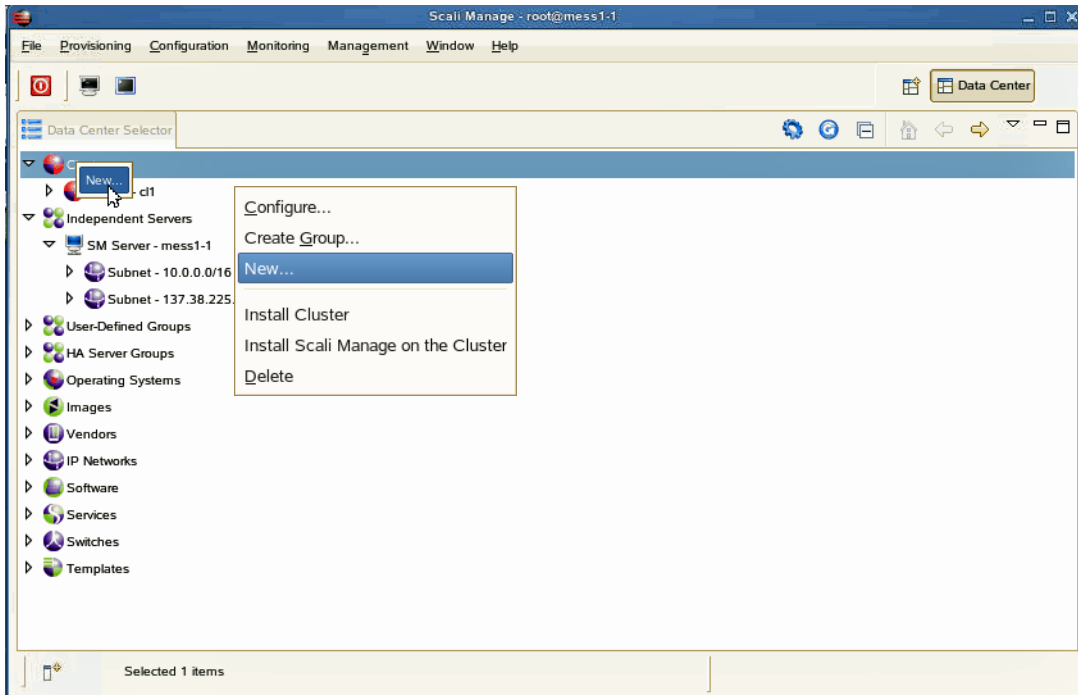 Scali Manage - root@mess1-1
File Provisioning Configuration Monitoring Management Window Help
Data Center
Data Center Selector
New...
- cl1
Independent Servers
SM Server - mess1-1
Subnet - 10.0.0.0/16
Subnet - 137.38.225.
User-Defined Groups
HA Server Groups
Operating Systems
Images
Vendors
IP Networks
Software
Services
Switches
Templates
Configure...
Create Group...
New...
Install Cluster
Install Scali Manage on the Cluster
Delete
Selected 1 items